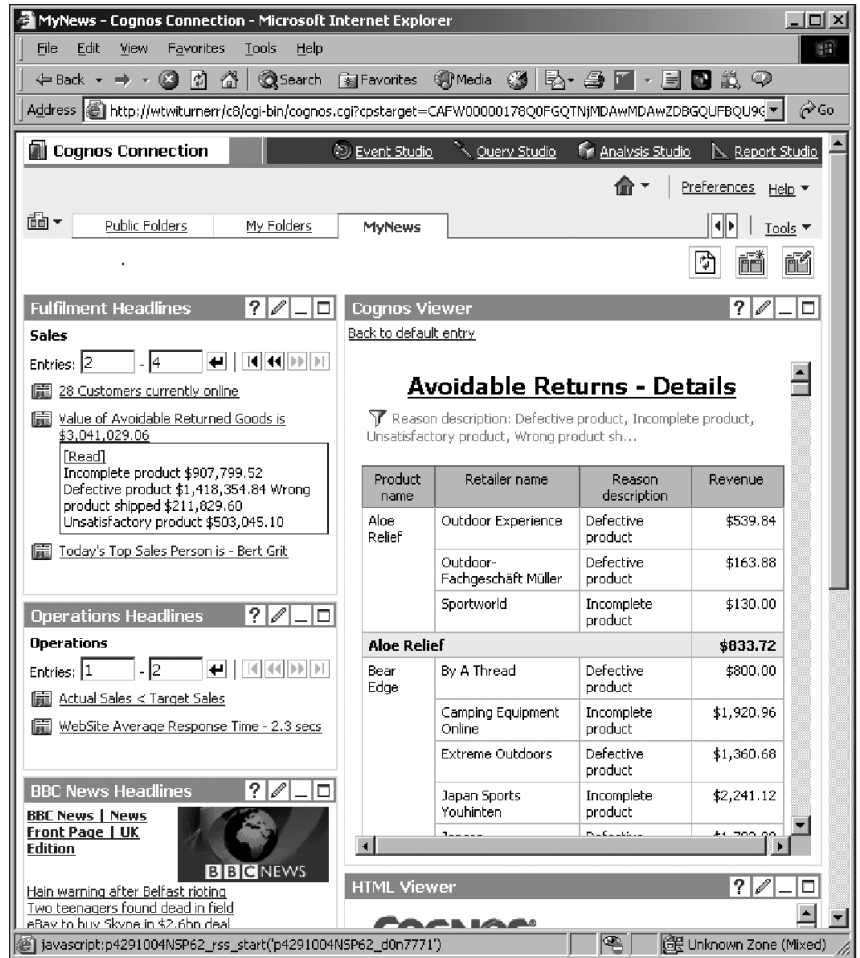 MyNews - Cognos Connection - Microsoft Internet Explorer
File Edit View Favorites Tools Help
Back Search Favorites Media
Address http://wtwiturnerr/c8/cgi-bin/cognos.cgi?cpstarget= Go
Cognos Connection Event Studio Query Studio Analysis Studio Report Studio
Preferences Help
Public Folders My Folders MyNews Tools
Fulfilment Headlines
Sales
Entries: 2 - 4
28 Customers currently online
Value of Avoidable Returned Goods is
$3,041,029.06
[Read]
Incomplete product $907,799.52
Defective product $1,418,354.84 Wrong
product shipped $211,829.60
Unsatisfactory product $503,045.10
Today's Top Sales Person is - Bert Grit
Operations Headlines
Operations
Entries: 1 - 2
Actual Sales < Target Sales
WebSite Average Response Time - 2.3 secs
BBC News Headlines
BBC News | News
Front Page | UK
Edition
BBC NEWS
Hain warning after Belfast rioting
Two teenagers found dead in field
eBay to buy Skype in $2.6bn deal
Cognos Viewer
Back to default entry
Avoidable Returns - Details
Reason description: Defective product, Incomplete product,
Unsatisfactory product, Wrong product sh...
Product name Retailer name Reason description Revenue
Aloe Relief Outdoor Experience Defective product $539.84
Outdoor-Fachgeschäft Müller Defective product $163.88
Sportworld Incomplete product $130.00
Aloe Relief $833.72
Bear Edge By A Thread Defective product $800.00
Camping Equipment Online Incomplete product $1,920.96
Extreme Outdoors Defective product $1,360.68
Japan Sports Youhinten Incomplete product $2,241.12
HTML Viewer
COGNOS
javascript:p4291004NSP62_rss_start('p4291004NSP62_d0n7771') Unknown Zone (Mixed)